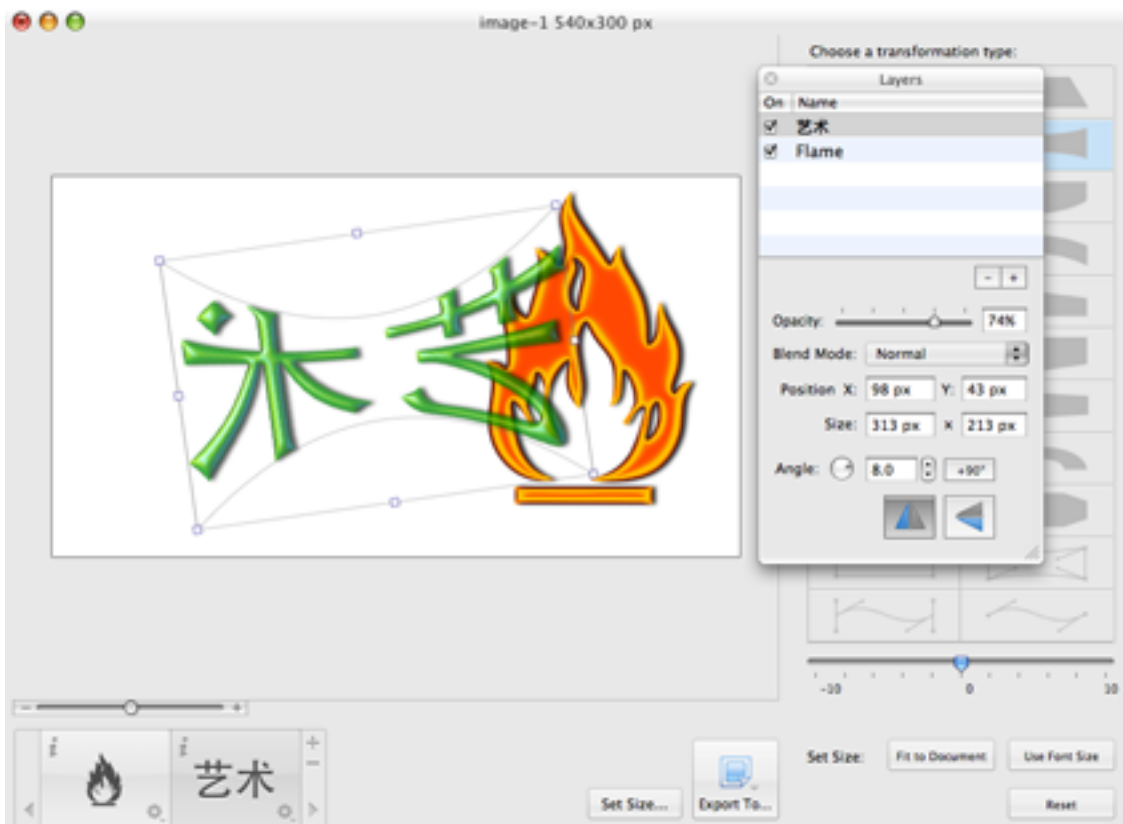 image-1 540x300 px
Choose a transformation type:
Layers
On Name
艺术
Flame
- +
Opacity: 74%
Blend Mode: Normal
Position X: 98 px Y: 43 px
Size: 313 px x 213 px
Angle: 8.0 +90°
艺术
-10 0 10
- +
艺术
+
-
Set Size...
Export To...
Set Size: Fit to Document Use Font Size
Reset